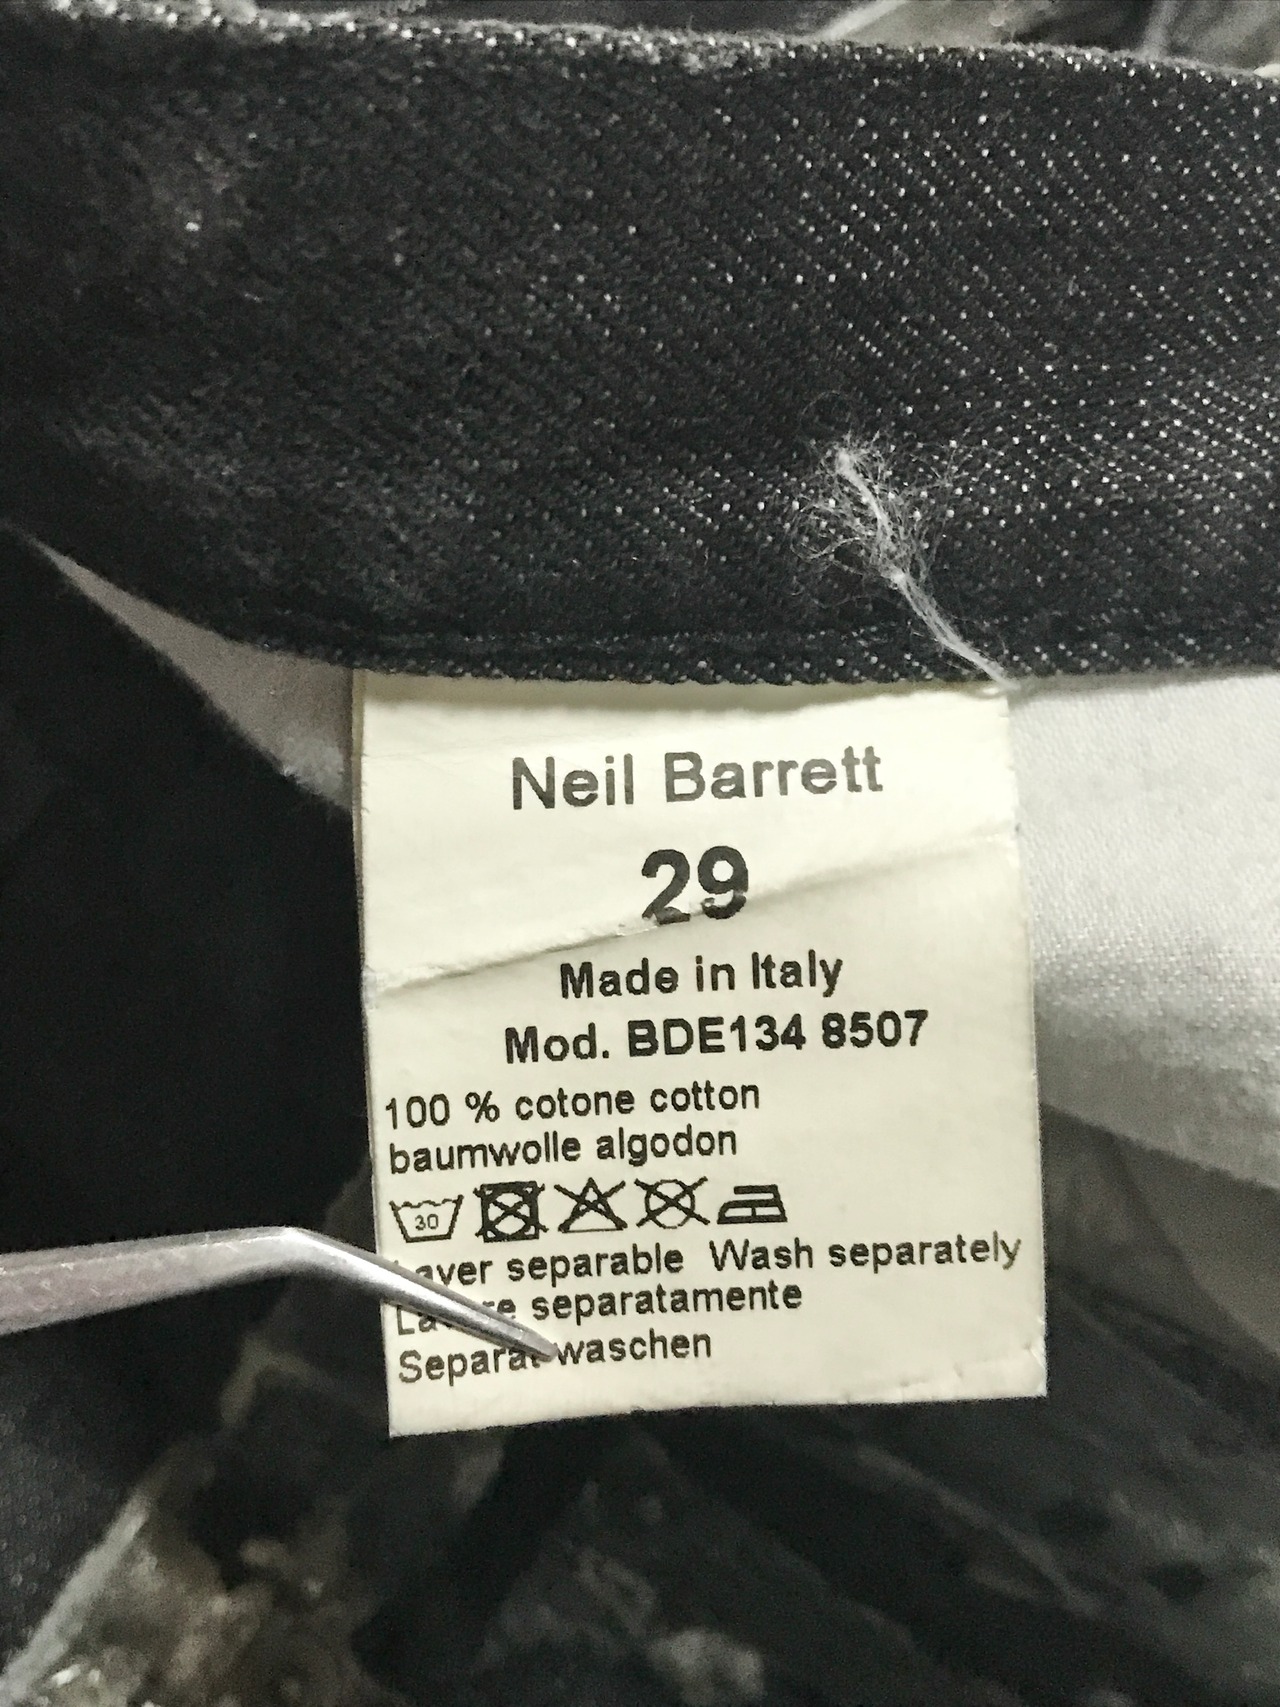 Neil Barrett
29
Made in Italy
Mod. BDE134 8507
100 % cotone cotton
baumwolle algodon
30
separable Wash separately
separatamente
waschen